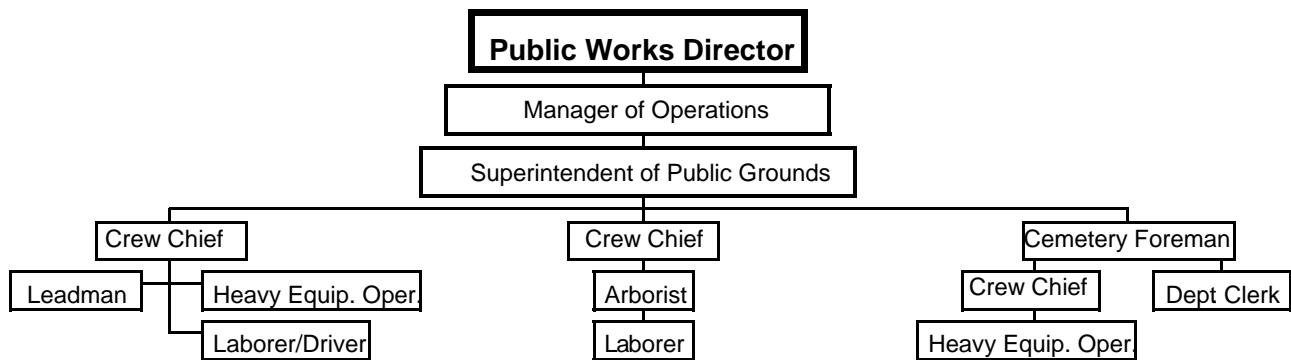 Public Works Director
Manager of Operations
Superintendent of Public Grounds
Crew Chief
Crew Chief
Cemetery Foreman
Leadman
Heavy Equip. Oper.
Arborist
Crew Chief
Dept Clerk
Laborer/Driver
Laborer
Heavy Equip. Oper.